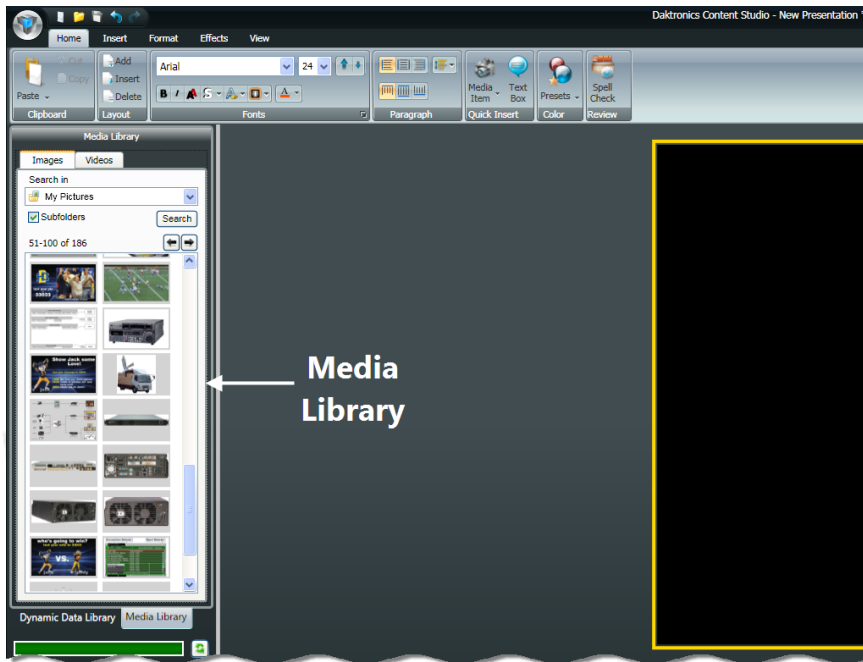 Daktronics Content Studio - New Presentation
Home Insert Format Effects View
Cut
Copy
Paste
Clipboard
Add
Insert
Delete
Layout
Arial 24
B I A S A
Fonts
Paragraph
Media
Item
Text
Box
Quick Insert
Presets
Color
Spell
Check
Review
Media Library
Images Videos
Search in
My Pictures
Subfolders Search
51-100 of 186
Show Jack some
Love!
who's going to win?
VS.
Dynamic Data Library Media Library
Media
Library